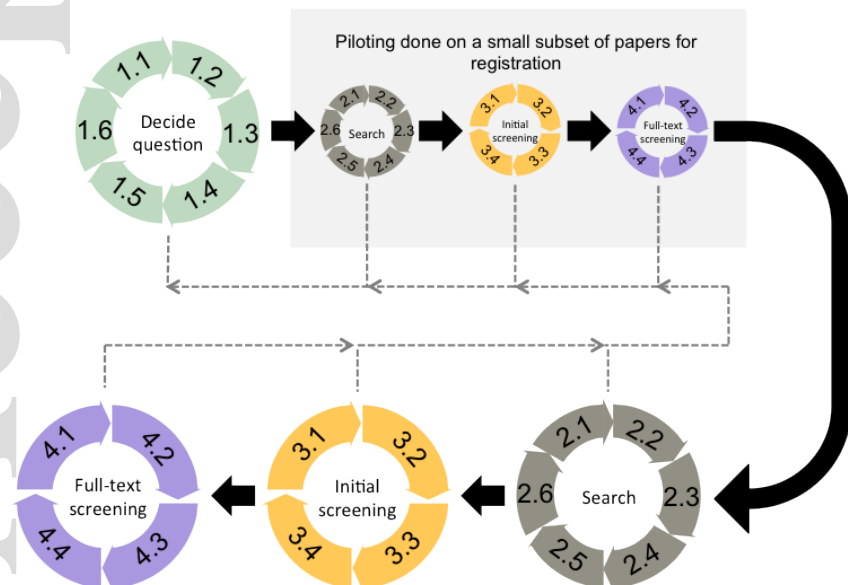 Piloting done on a small subset of papers for
registration
1.1
1.2
1.3
1.4
1.5
1.6
Decide
question
2.1
2.2
2.3
2.4
2.5
2.6
Search
3.1
3.2
3.3
3.4
Initial
screening
4.1
4.2
4.3
4.4
Full-text
screening
4.1
4.2
4.3
4.4
Full-text
screening
3.1
3.2
3.3
3.4
Initial
screening
2.1
2.2
2.3
2.4
2.5
2.6
Search